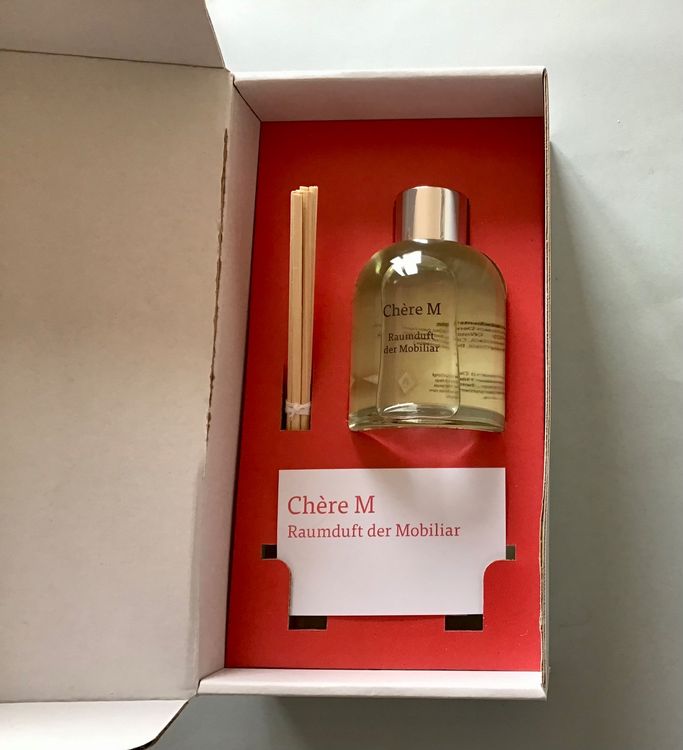 Chère M
Raumduft
der Mobiliar
Chère M
Raumduft der Mobiliar